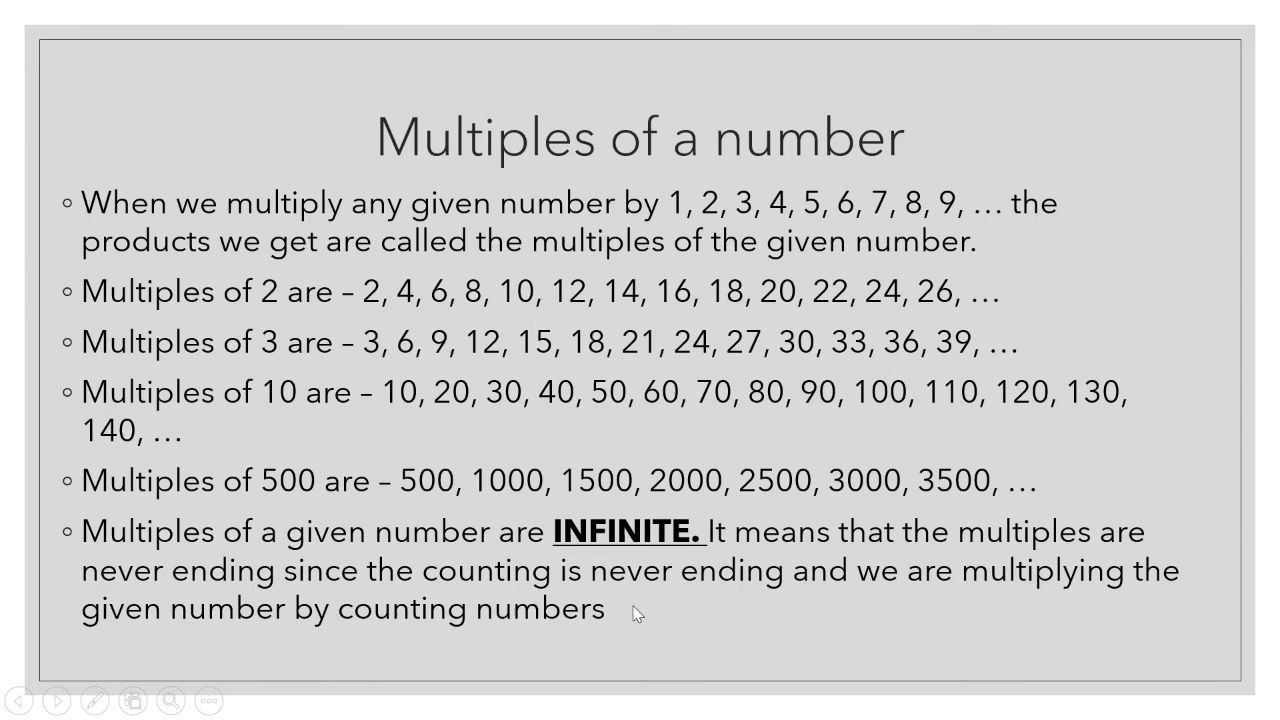 Multiples of a number
◦ When we multiply any given number by 1, 2, 3, 4, 5, 6, 7, 8, 9, … the
products we get are called the multiples of the given number.
◦ Multiples of 2 are – 2, 4, 6, 8, 10, 12, 14, 16, 18, 20, 22, 24, 26, …
◦ Multiples of 3 are – 3, 6, 9, 12, 15, 18, 21, 24, 27, 30, 33, 36, 39, …
◦ Multiples of 10 are – 10, 20, 30, 40, 50, 60, 70, 80, 90, 100, 110, 120, 130,
140, …
◦ Multiples of 500 are – 500, 1000, 1500, 2000, 2500, 3000, 3500, …
◦ Multiples of a given number are INFINITE. It means that the multiples are
never ending since the counting is never ending and we are multiplying the
given number by counting numbers